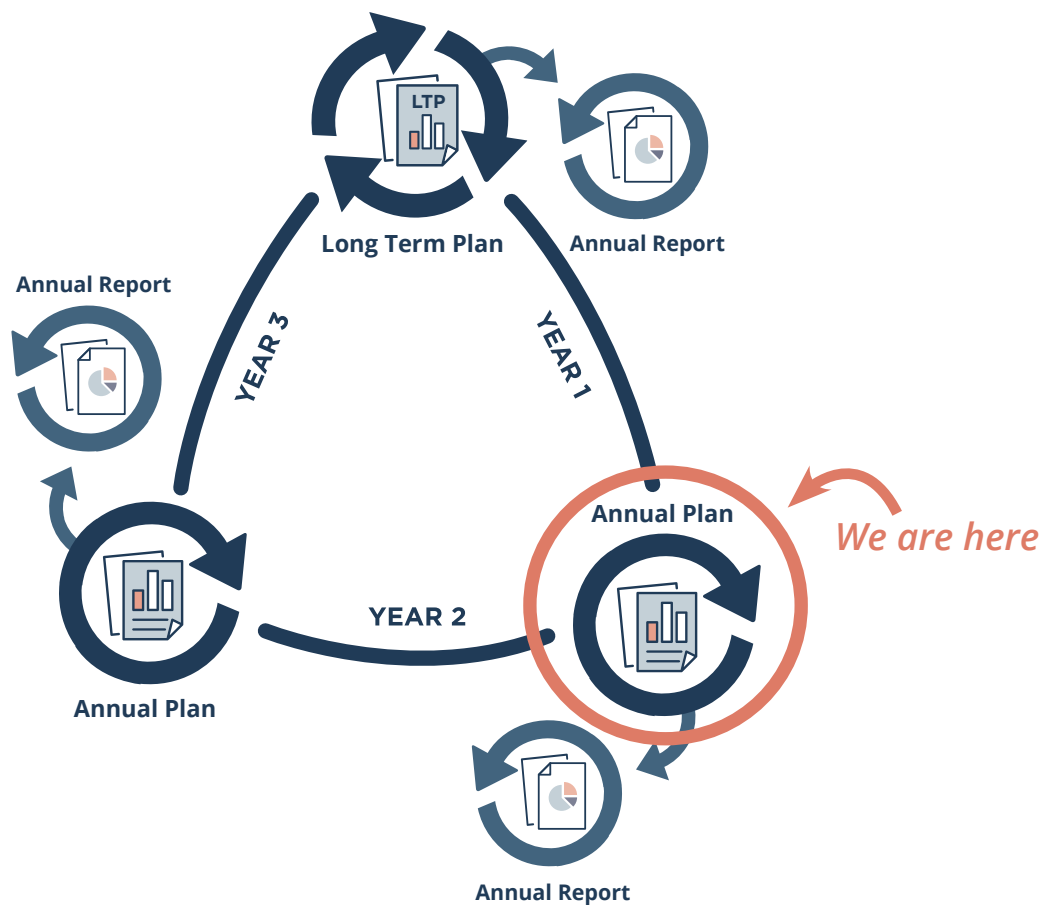 LTP
Long Term Plan
Annual Report
Annual Report
YEAR 3
YEAR 1
Annual Plan
We are here
YEAR 2
Annual Plan
Annual Report